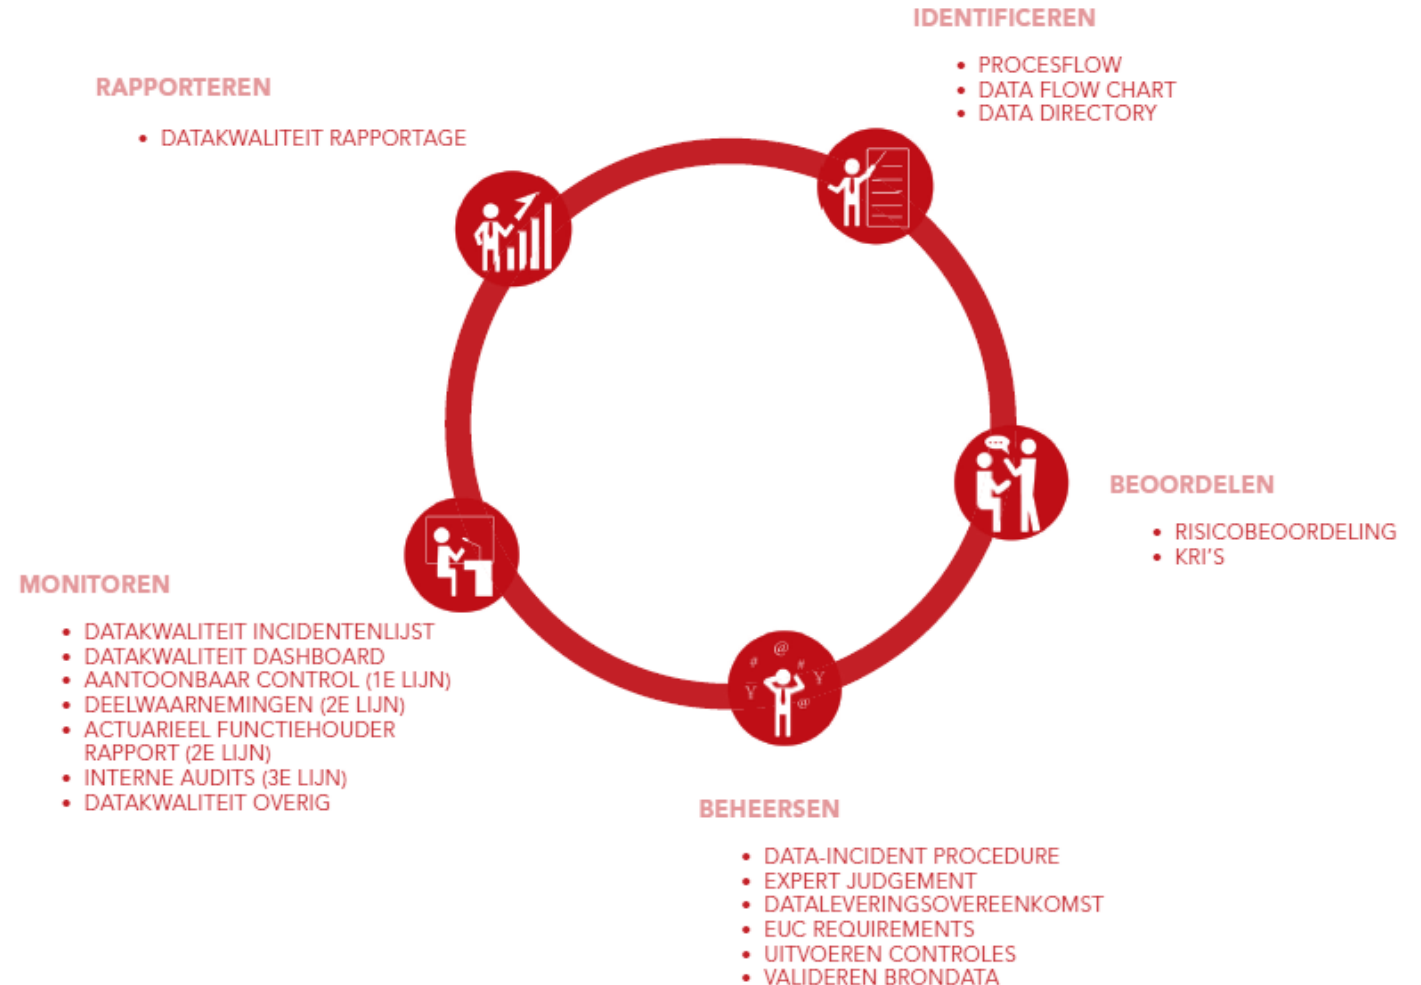 IDENTIFICEREN
• PROCESFLOW
• DATA FLOW CHART
• DATA DIRECTORY
RAPPORTEREN
• DATAKWALITEIT RAPPORTAGE
BEOORDELEN
• RISICOBEOORDELING
• KRI'S
MONITOREN
• DATAKWALITEIT INCIDENTENLIJST
• DATAKWALITEIT DASHBOARD
• AANTOONBAAR CONTROL (1E LIJN)
• DEELWAARNEMINGEN (2E LIJN)
• ACTUARIEEL FUNCTIEHOUDER
RAPPORT (2E LIJN)
• INTERNE AUDITS (3E LIJN)
• DATAKWALITEIT OVERIG
@
# #
¥ Y
@
BEHEERSEN
• DATA-INCIDENT PROCEDURE
• EXPERT JUDGEMENT
• DATALEVERINGSOVEREENKOMST
• EUC REQUIREMENTS
• UITVOEREN CONTROLES
• VALIDEREN BRONDATA